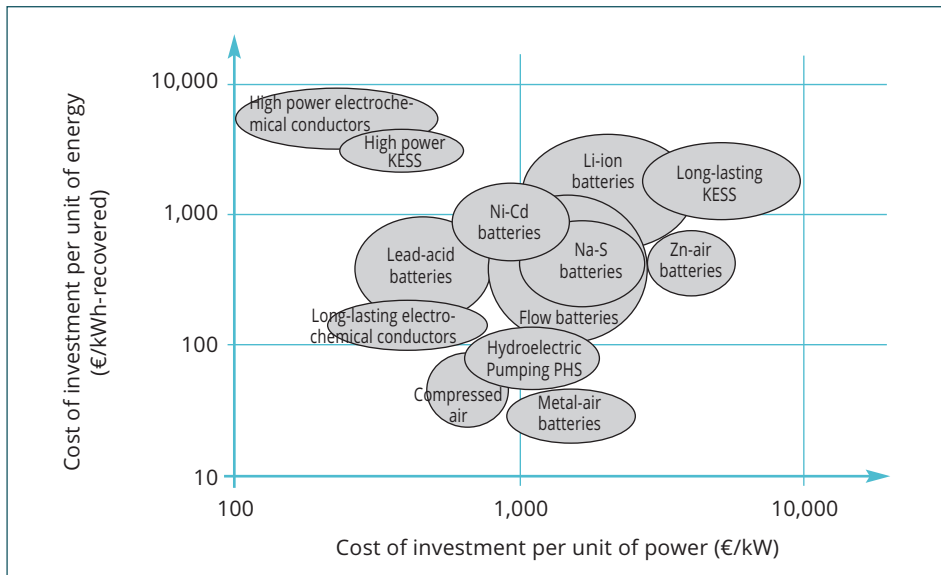 Cost of investment per unit of energy
(€/kWh-recovered)
10,000
1,000
100
10
High power electroche-
mical conductors
High power
KESS
Li-ion
batteries
Long-lasting
KESS
Ni-Cd
batteries
Lead-acid
batteries
Na-S
batteries
Zn-air
batteries
Long-lasting electro-
chemical conductors
Flow batteries
Hydroelectric
Pumping PHS
Compressed
air
Metal-air
batteries
100
1,000
10,000
Cost of investment per unit of power (€/kW)